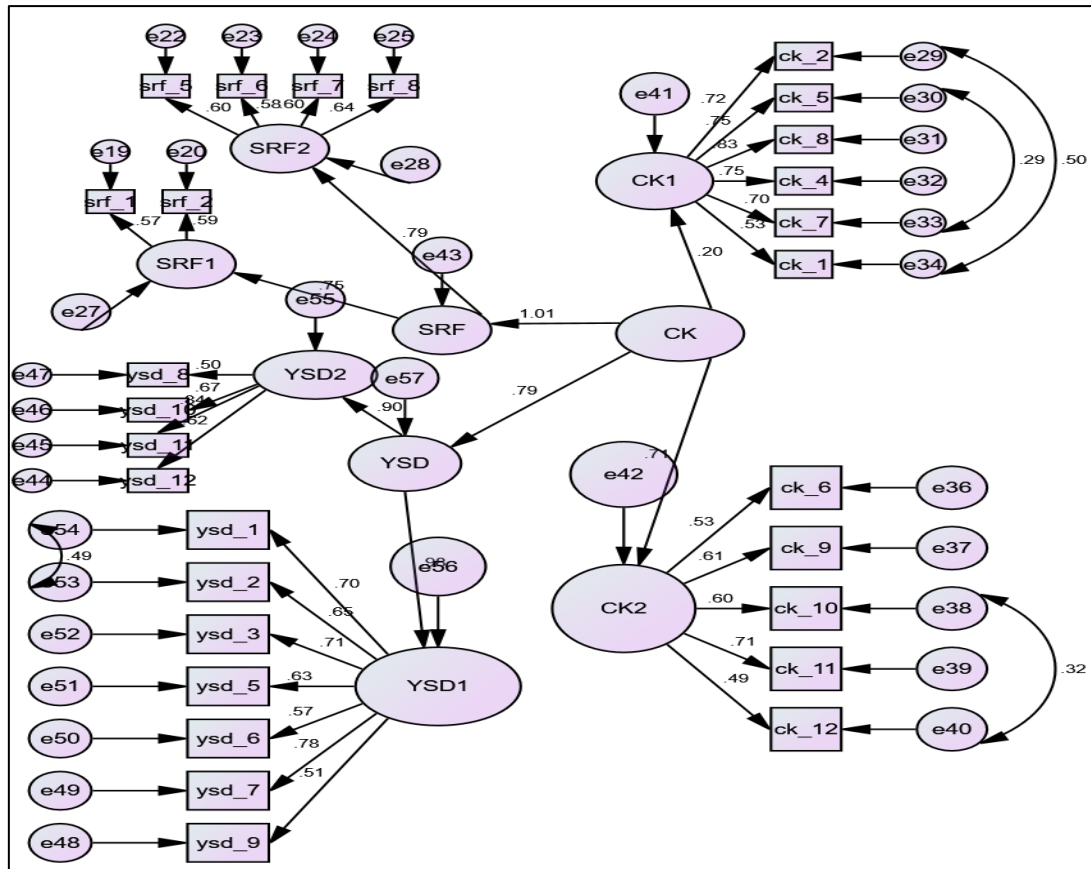 e22 e23 e24 e25
srf_5 srf_6 srf_7 srf_8
.60 .58 .60 .64
SRF2
e28
e19 e20
srf_1 srf_2
.57 .59
SRF1
e27
.79
e43
.75
e55
SRF
1.01
CK
e41
CK1
.20
.72
.75
.83
.75
.70
.53
ck_2 e29
ck_5 e30
ck_8 e31
ck_4 e32
ck_7 e33
ck_1 e34
.29 .50
YSD2
e57
.90
.79
YSD
e47 ysd_8 .50
e46 ysd_10 .67
e45 ysd_11
e44 ysd_12 .62
e42
.71
CK2
.53
.61
.60
.71
.49
ck_6 e36
ck_9 e37
ck_10 e38
ck_11 e39
ck_12 e40
.32
.98
e56
YSD1
e54 ysd_1 .70
.49
e53 ysd_2 .65
e52 ysd_3 .71
e51 ysd_5 .63
e50 ysd_6 .57
e49 ysd_7 .78
e48 ysd_9 .51